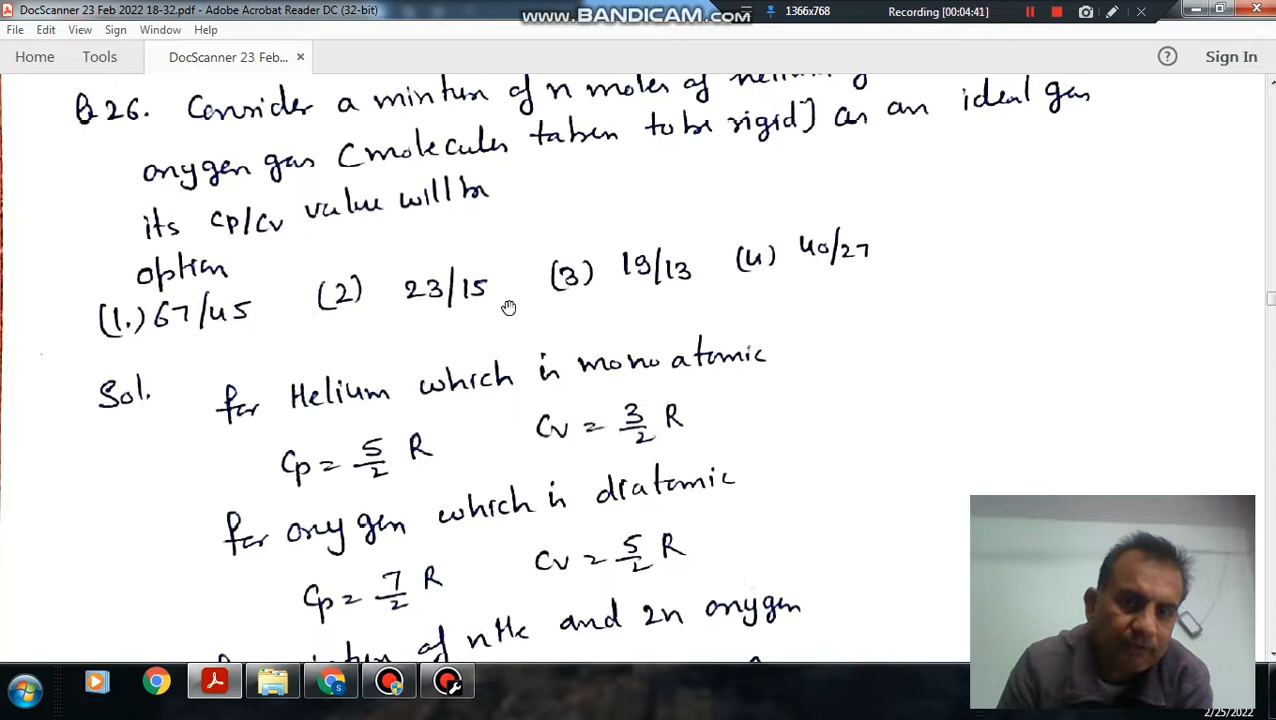 DocScanner 23 Feb 2022 18-32.pdf - Adobe Acrobat Reader DC (32-bit)
www.BANDICAM.com
1366x768
Recording [00:04:41]
File Edit View Sign Window Help
Home Tools DocScanner 23 Feb... × Sign In
Q 26. Consider a mixture of n moles of helium
oxygen gas (molecules taken to be rigid] as an ideal gas
its Cp/Cv value will be
option
(1.) 67/45 (2) 23/15 (3) 19/13 (4) 40/27
Sol. for Helium which is mono atomic
Cp = 5/2 R Cv = 3/2 R
for oxygen which is diatomic
Cp = 7/2 R Cv = 5/2 R
of nHe and 2n oxygen
2/25/2022